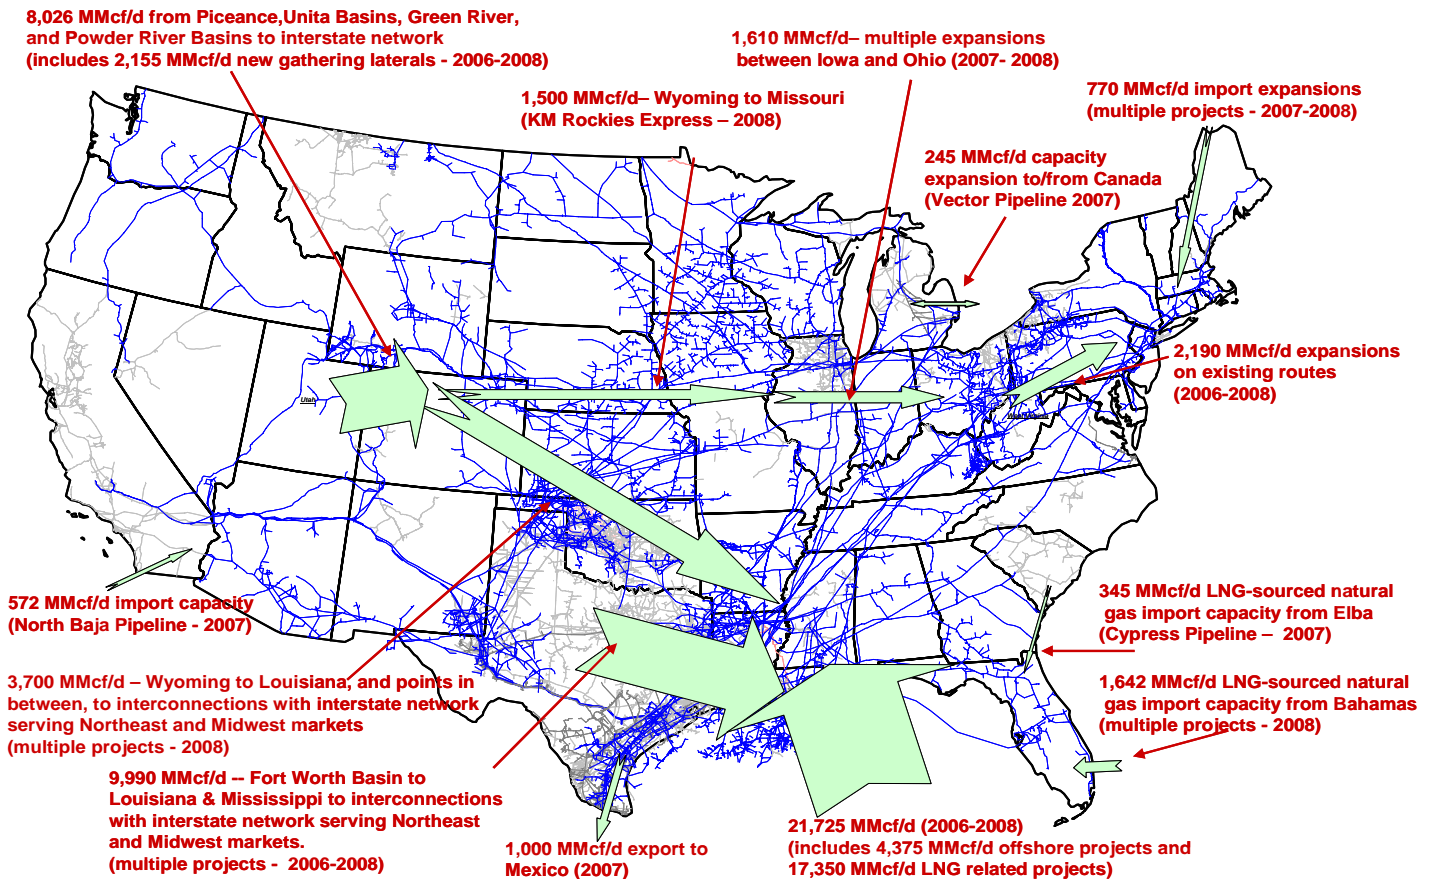 8,026 MMcf/d from Piceance,Unita Basins, Green River,
and Powder River Basins to interstate network
(includes 2,155 MMcf/d new gathering laterals - 2006-2008)
1,610 MMcf/d– multiple expansions
between Iowa and Ohio (2007- 2008)
1,500 MMcf/d– Wyoming to Missouri
(KM Rockies Express – 2008)
770 MMcf/d import expansions
(multiple projects - 2007-2008)
245 MMcf/d capacity
expansion to/from Canada
(Vector Pipeline 2007)
2,190 MMcf/d expansions
on existing routes
(2006-2008)
Utah
572 MMcf/d import capacity
(North Baja Pipeline - 2007)
345 MMcf/d LNG-sourced natural
gas import capacity from Elba
(Cypress Pipeline – 2007)
3,700 MMcf/d – Wyoming to Louisiana, and points in
between, to interconnections with interstate network
serving Northeast and Midwest markets
(multiple projects - 2008)
1,642 MMcf/d LNG-sourced natural
gas import capacity from Bahamas
(multiple projects - 2008)
9,990 MMcf/d -- Fort Worth Basin to
Louisiana & Mississippi to interconnections
with interstate network serving Northeast
and Midwest markets.
(multiple projects - 2006-2008)
1,000 MMcf/d export to
Mexico (2007)
21,725 MMcf/d (2006-2008)
(includes 4,375 MMcf/d offshore projects and
17,350 MMcf/d LNG related projects)